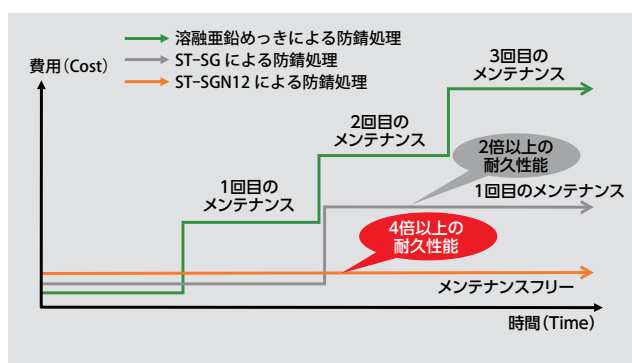 溶融亜鉛めっきによる防錆処理
ST-SG による防錆処理
ST-SGN12 による防錆処理
費用(Cost)
3回目の
メンテナンス
2回目の
メンテナンス
2倍以上の
耐久性能
1回目の
メンテナンス
1回目のメンテナンス
4倍以上の
耐久性能
メンテナンスフリー
時間(Time)